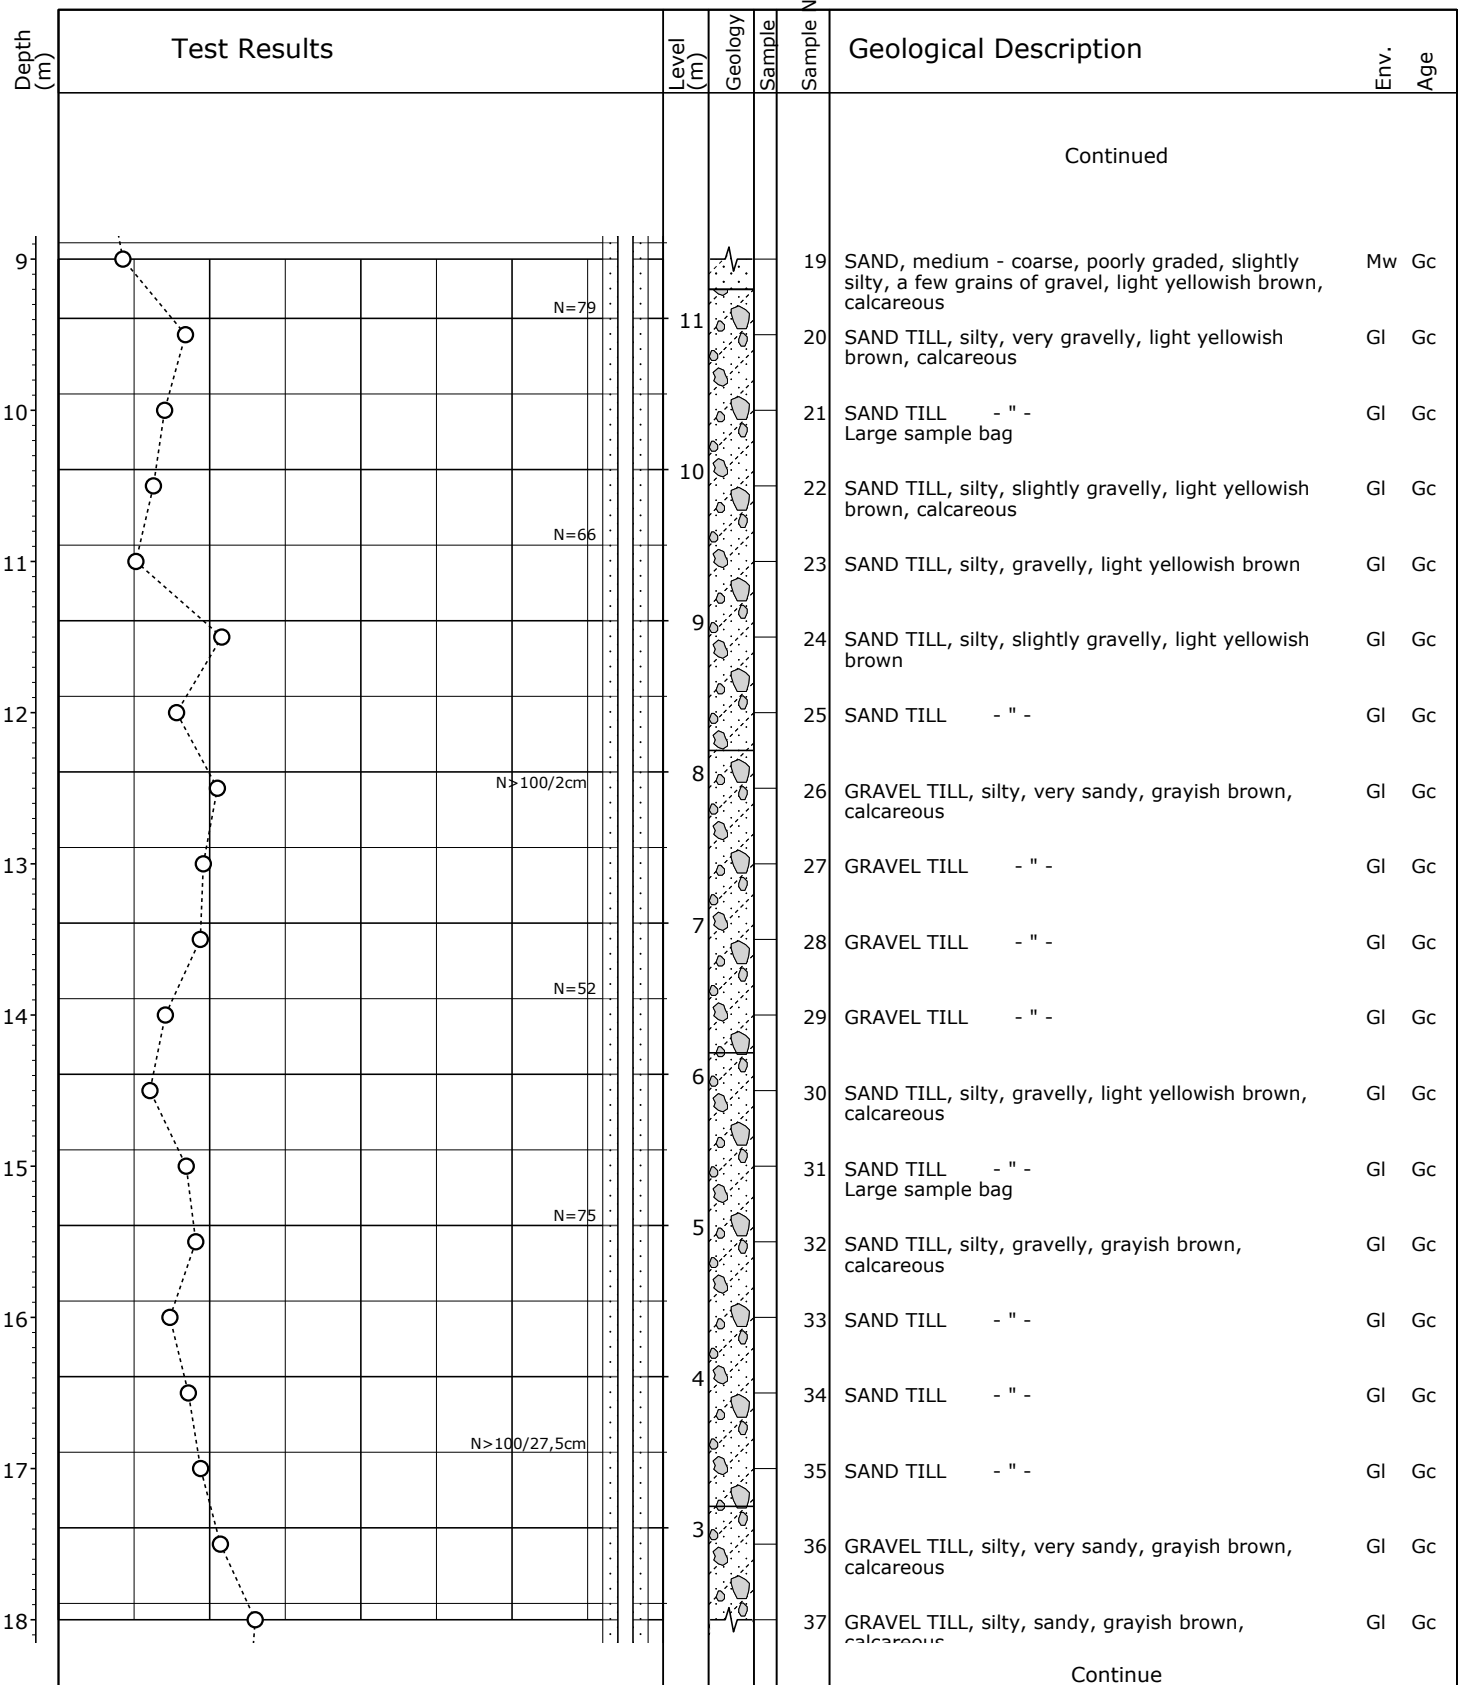 Depth (m)
Test Results
Level (m)
Geology
Sample
Sample N
Geological Description
Env.
Age
Continued
9
19 SAND, medium - coarse, poorly graded, slightly Mw Gc
silty, a few grains of gravel, light yellowish brown,
calcareous
N=79
11
20 SAND TILL, silty, very gravelly, light yellowish Gl Gc
brown, calcareous
10
21 SAND TILL - " - Gl Gc
Large sample bag
10
22 SAND TILL, silty, slightly gravelly, light yellowish Gl Gc
brown, calcareous
N=66
11
23 SAND TILL, silty, gravelly, light yellowish brown Gl Gc
9
24 SAND TILL, silty, slightly gravelly, light yellowish Gl Gc
brown
12
25 SAND TILL - " - Gl Gc
8
N>100/2cm
26 GRAVEL TILL, silty, very sandy, grayish brown, Gl Gc
calcareous
13
27 GRAVEL TILL - " - Gl Gc
7
28 GRAVEL TILL - " - Gl Gc
N=52
14
29 GRAVEL TILL - " - Gl Gc
6
30 SAND TILL, silty, gravelly, light yellowish brown, Gl Gc
calcareous
15
31 SAND TILL - " - Gl Gc
Large sample bag
N=75
5
32 SAND TILL, silty, gravelly, grayish brown, Gl Gc
calcareous
16
33 SAND TILL - " - Gl Gc
4
34 SAND TILL - " - Gl Gc
N>100/27,5cm
17
35 SAND TILL - " - Gl Gc
3
36 GRAVEL TILL, silty, very sandy, grayish brown, Gl Gc
calcareous
18
37 GRAVEL TILL, silty, sandy, grayish brown, Gl Gc
calcareous
Continue